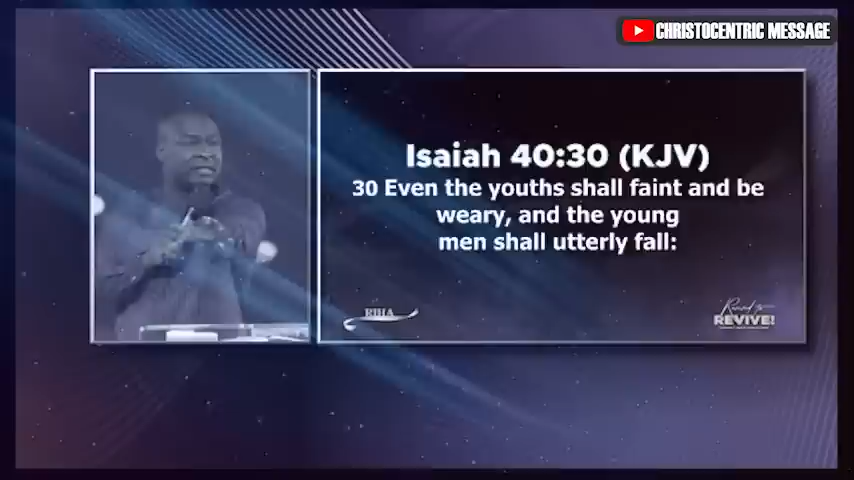 CHRISTOCENTRIC MESSAGE
Isaiah 40:30 (KJV)
30 Even the youths shall faint and be
weary, and the young
men shall utterly fall:
REVIVE!